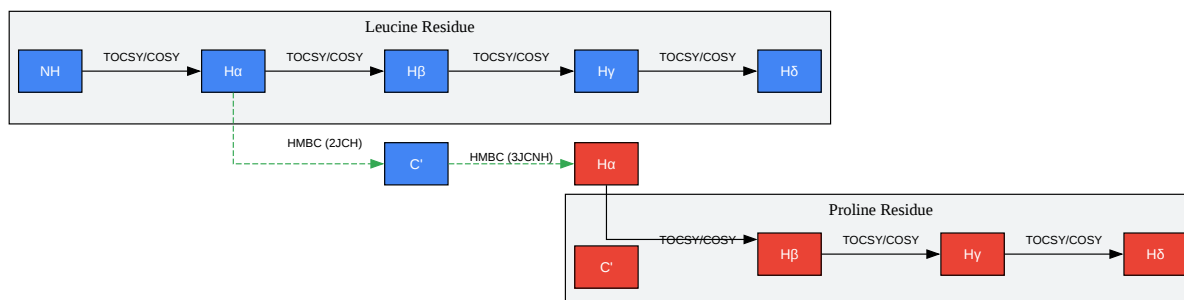 Leucine Residue
NH
TOCSY/COSY
Hα
TOCSY/COSY
Hβ
TOCSY/COSY
Hγ
TOCSY/COSY
Hδ
HMBC (2JCH)
C'
HMBC (3JCNH)
Hα
Proline Residue
C'
TOCSY/COSY
Hβ
TOCSY/COSY
Hγ
TOCSY/COSY
Hδ